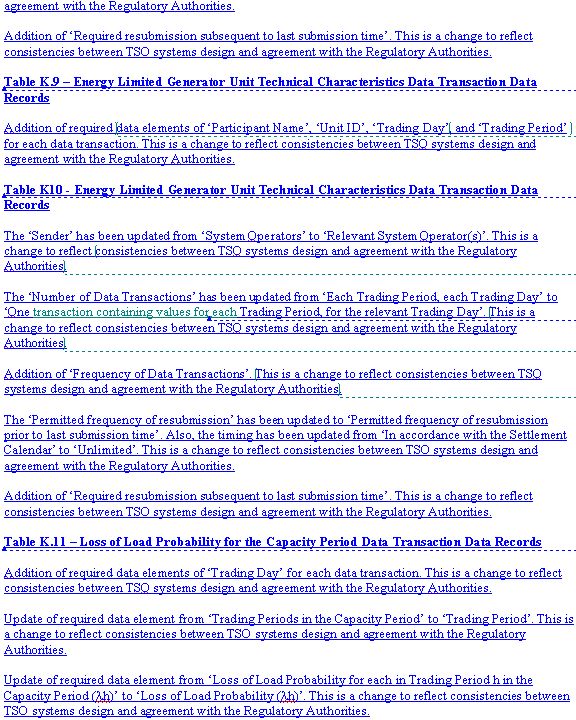 agreement with the Regulatory Authorities.
Addition of ‘Required resubmission subsequent to last submission time’. This is a change to reflect
consistencies between TSO systems design and agreement with the Regulatory Authorities.
Table K.9 – Energy Limited Generator Unit Technical Characteristics Data Transaction Data
Records
Addition of required data elements of ‘Participant Name’, ‘Unit ID’, ‘Trading Day’ and ‘Trading Period’
for each data transaction. This is a change to reflect consistencies between TSO systems design and
agreement with the Regulatory Authorities.
Table K10 - Energy Limited Generator Unit Technical Characteristics Data Transaction Data
Records
The ‘Sender’ has been updated from ‘System Operators’ to ‘Relevant System Operator(s)’. This is a
change to reflect consistencies between TSO systems design and agreement with the Regulatory
Authorities.
The ‘Number of Data Transactions’ has been updated from ‘Each Trading Period, each Trading Day’ to
‘One transaction containing values for each Trading Period, for the relevant Trading Day’. This is a
change to reflect consistencies between TSO systems design and agreement with the Regulatory
Authorities.
Addition of ‘Frequency of Data Transactions’. This is a change to reflect consistencies between TSO
systems design and agreement with the Regulatory Authorities.
The ‘Permitted frequency of resubmission’ has been updated to ‘Permitted frequency of resubmission
prior to last submission time’. Also, the timing has been updated from ‘In accordance with the Settlement
Calendar’ to ‘Unlimited’. This is a change to reflect consistencies between TSO systems design and
agreement with the Regulatory Authorities.
Addition of ‘Required resubmission subsequent to last submission time’. This is a change to reflect
consistencies between TSO systems design and agreement with the Regulatory Authorities.
Table K.11 – Loss of Load Probability for the Capacity Period Data Transaction Data Records
Addition of required data elements of ‘Trading Day’ for each data transaction. This is a change to reflect
consistencies between TSO systems design and agreement with the Regulatory Authorities.
Update of required data element from ‘Trading Periods in the Capacity Period’ to ‘Trading Period’. This is
a change to reflect consistencies between TSO systems design and agreement with the Regulatory
Authorities.
Update of required data element from ‘Loss of Load Probability for each in Trading Period h in the
Capacity Period (λh)’ to ‘Loss of Load Probability (λh)’. This is a change to reflect consistencies between
TSO systems design and agreement with the Regulatory Authorities.